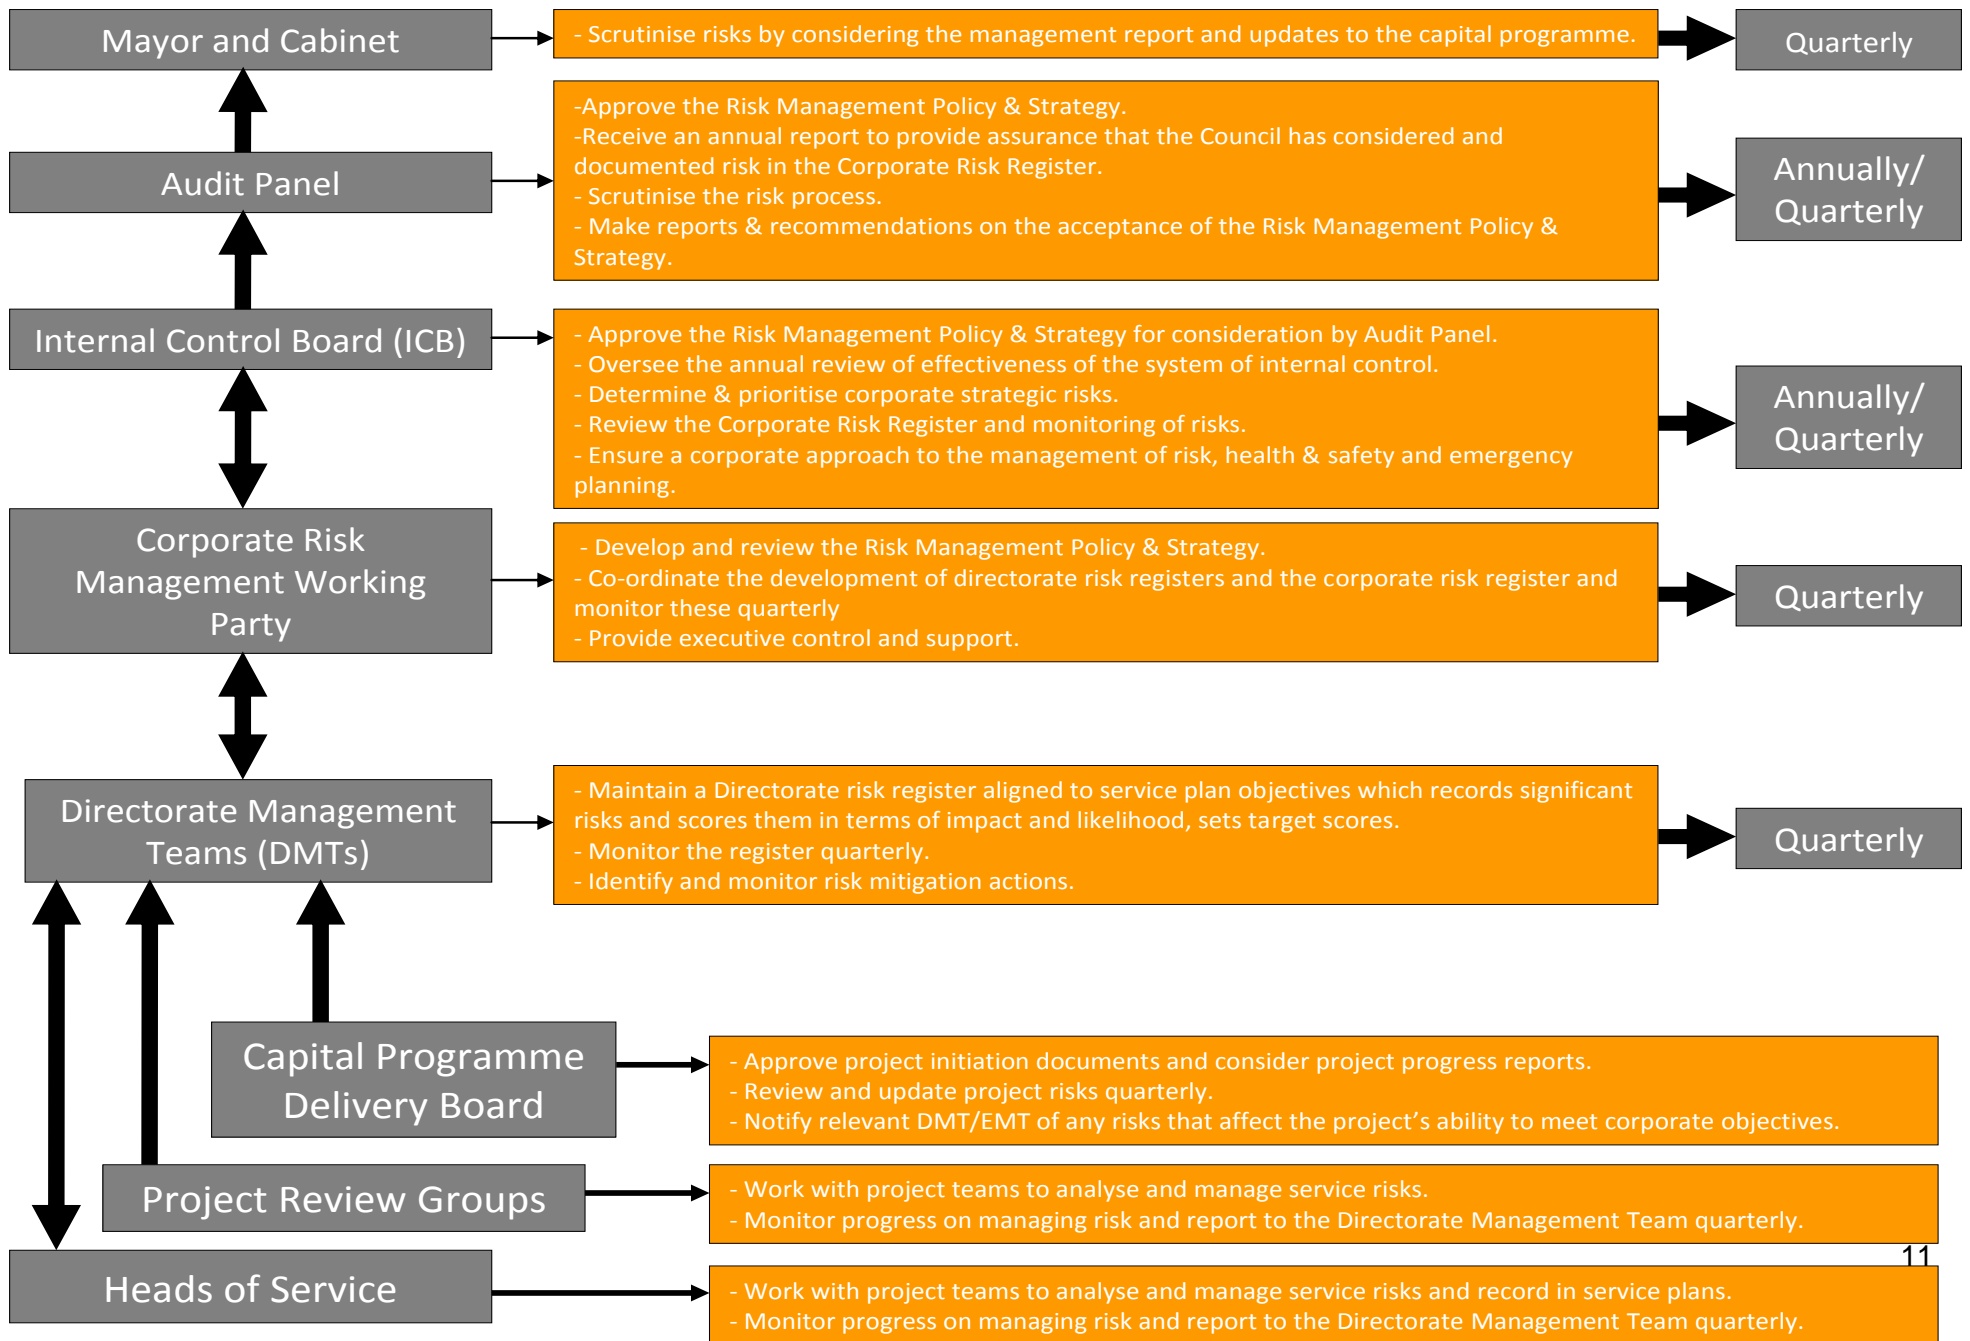 Mayor and Cabinet
- Scrutinise risks by considering the management report and updates to the capital programme.
Quarterly
Audit Panel
-Approve the Risk Management Policy & Strategy.
-Receive an annual report to provide assurance that the Council has considered and
documented risk in the Corporate Risk Register.
- Scrutinise the risk process.
- Make reports & recommendations on the acceptance of the Risk Management Policy &
Strategy.
Annually/
Quarterly
Internal Control Board (ICB)
- Approve the Risk Management Policy & Strategy for consideration by Audit Panel.
- Oversee the annual review of effectiveness of the system of internal control.
- Determine & prioritise corporate strategic risks.
- Review the Corporate Risk Register and monitoring of risks.
- Ensure a corporate approach to the management of risk, health & safety and emergency
planning.
Annually/
Quarterly
Corporate Risk
Management Working
Party
- Develop and review the Risk Management Policy & Strategy.
- Co-ordinate the development of directorate risk registers and the corporate risk register and
monitor these quarterly
- Provide executive control and support.
Quarterly
Directorate Management
Teams (DMTs)
- Maintain a Directorate risk register aligned to service plan objectives which records significant
risks and scores them in terms of impact and likelihood, sets target scores.
- Monitor the register quarterly.
- Identify and monitor risk mitigation actions.
Quarterly
Capital Programme
Delivery Board
- Approve project initiation documents and consider project progress reports.
- Review and update project risks quarterly.
- Notify relevant DMT/EMT of any risks that affect the project’s ability to meet corporate objectives.
Project Review Groups
- Work with project teams to analyse and manage service risks.
- Monitor progress on managing risk and report to the Directorate Management Team quarterly.
11
Heads of Service
- Work with project teams to analyse and manage service risks and record in service plans.
- Monitor progress on managing risk and report to the Directorate Management Team quarterly.